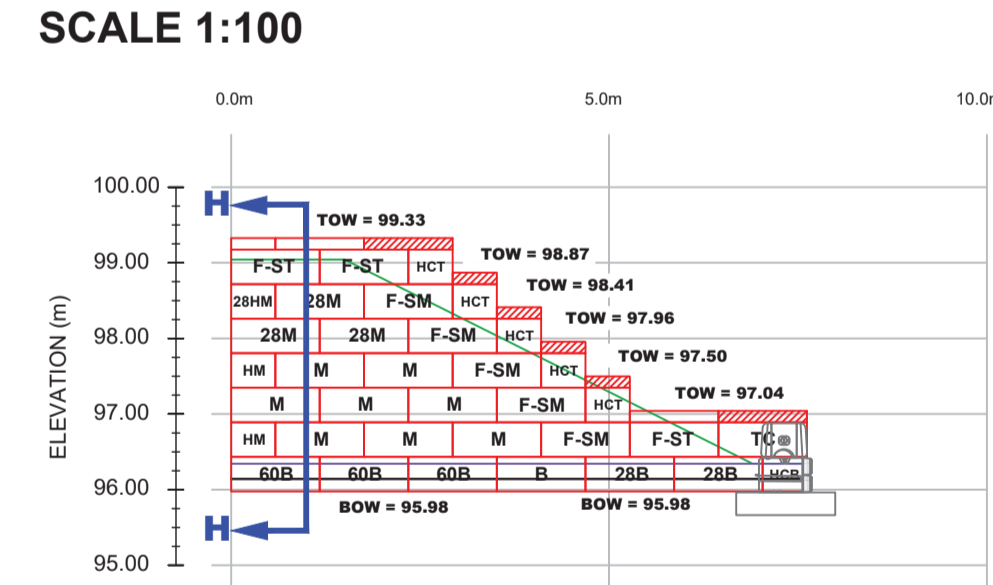 SCALE 1:100
0.0m 5.0m 10.0
ELEVATION (m)
100.00
H
TOW = 99.33
TOW = 98.87
99.00
F-ST F-ST HCT
TOW = 98.41
28HM 28M F-SM HCT
TOW = 97.96
98.00
28M 28M F-SM HCT
TOW = 97.50
HM M M F-SM HCT
TOW = 97.04
97.00
M M M F-SM HCT
HM M M M F-SM F-ST TC
96.00
60B 60B 60B B 28B 28B HCB
BOW = 95.98 BOW = 95.98
H
95.00